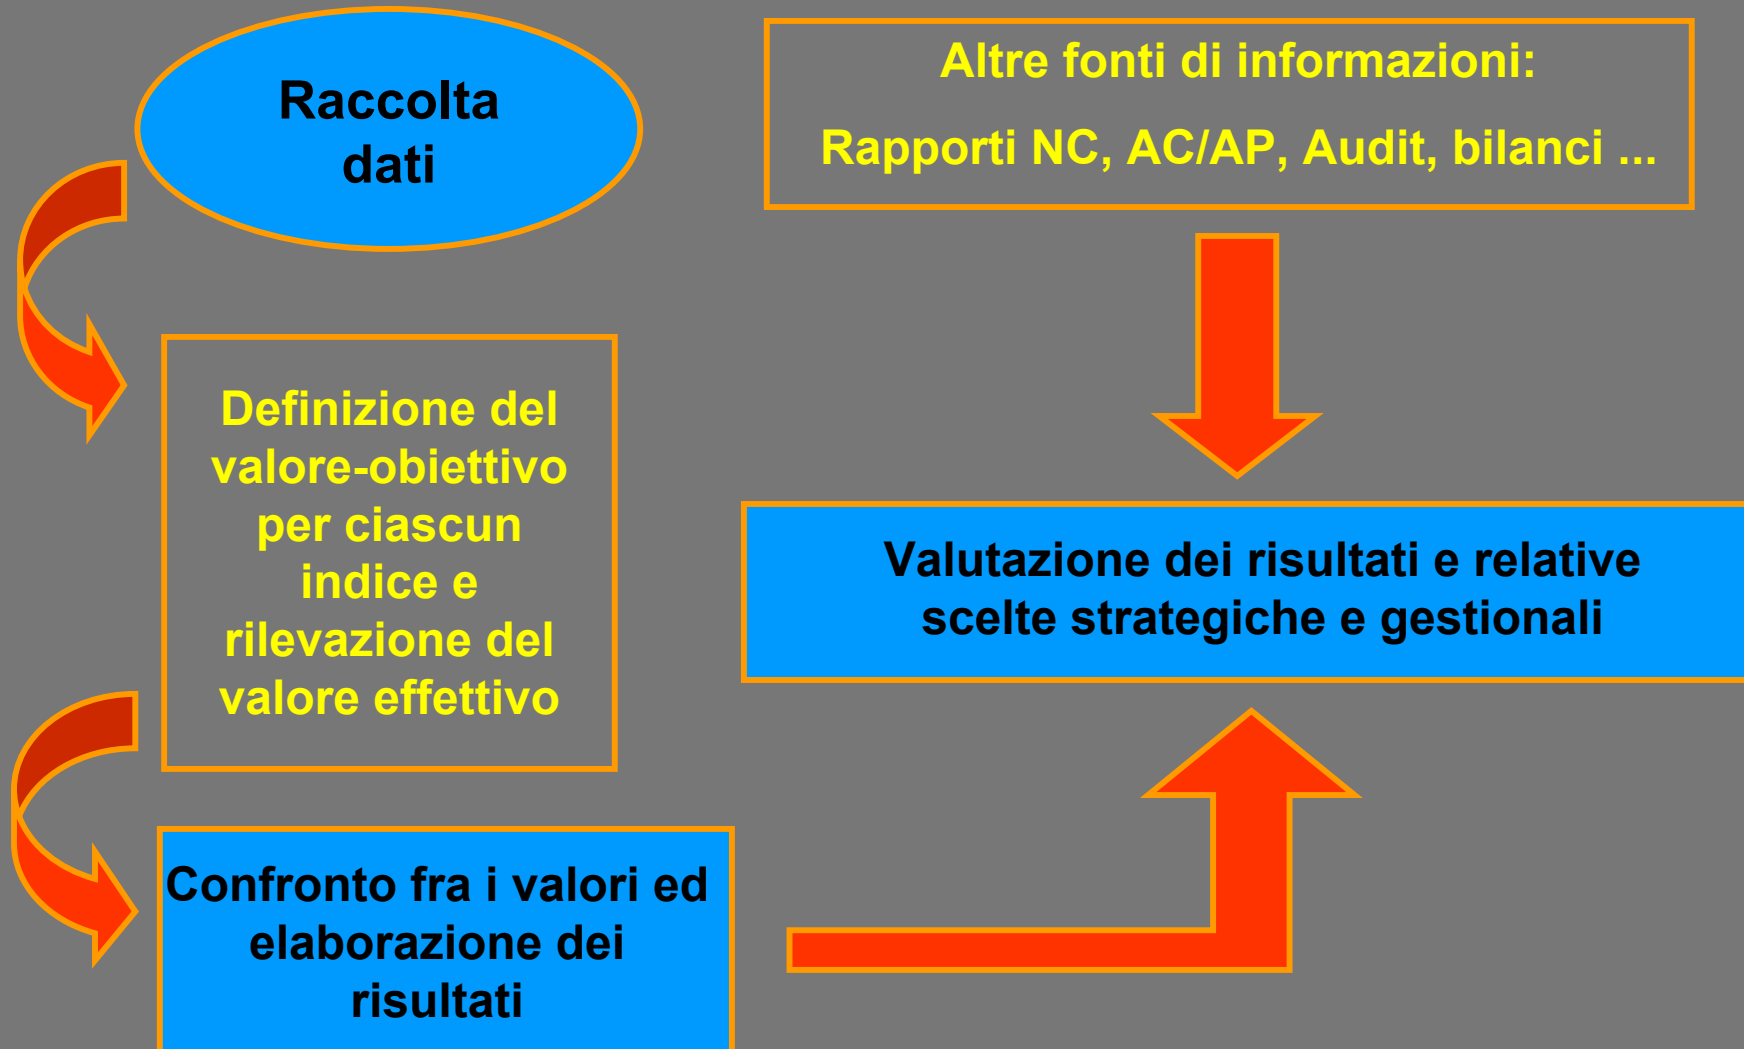 Raccolta
dati
Altre fonti di informazioni:
Rapporti NC, AC/AP, Audit, bilanci ...
Definizione del
valore-obiettivo
per ciascun
indice e
rilevazione del
valore effettivo
Valutazione dei risultati e relative
scelte strategiche e gestionali
Confronto fra i valori ed
elaborazione dei
risultati